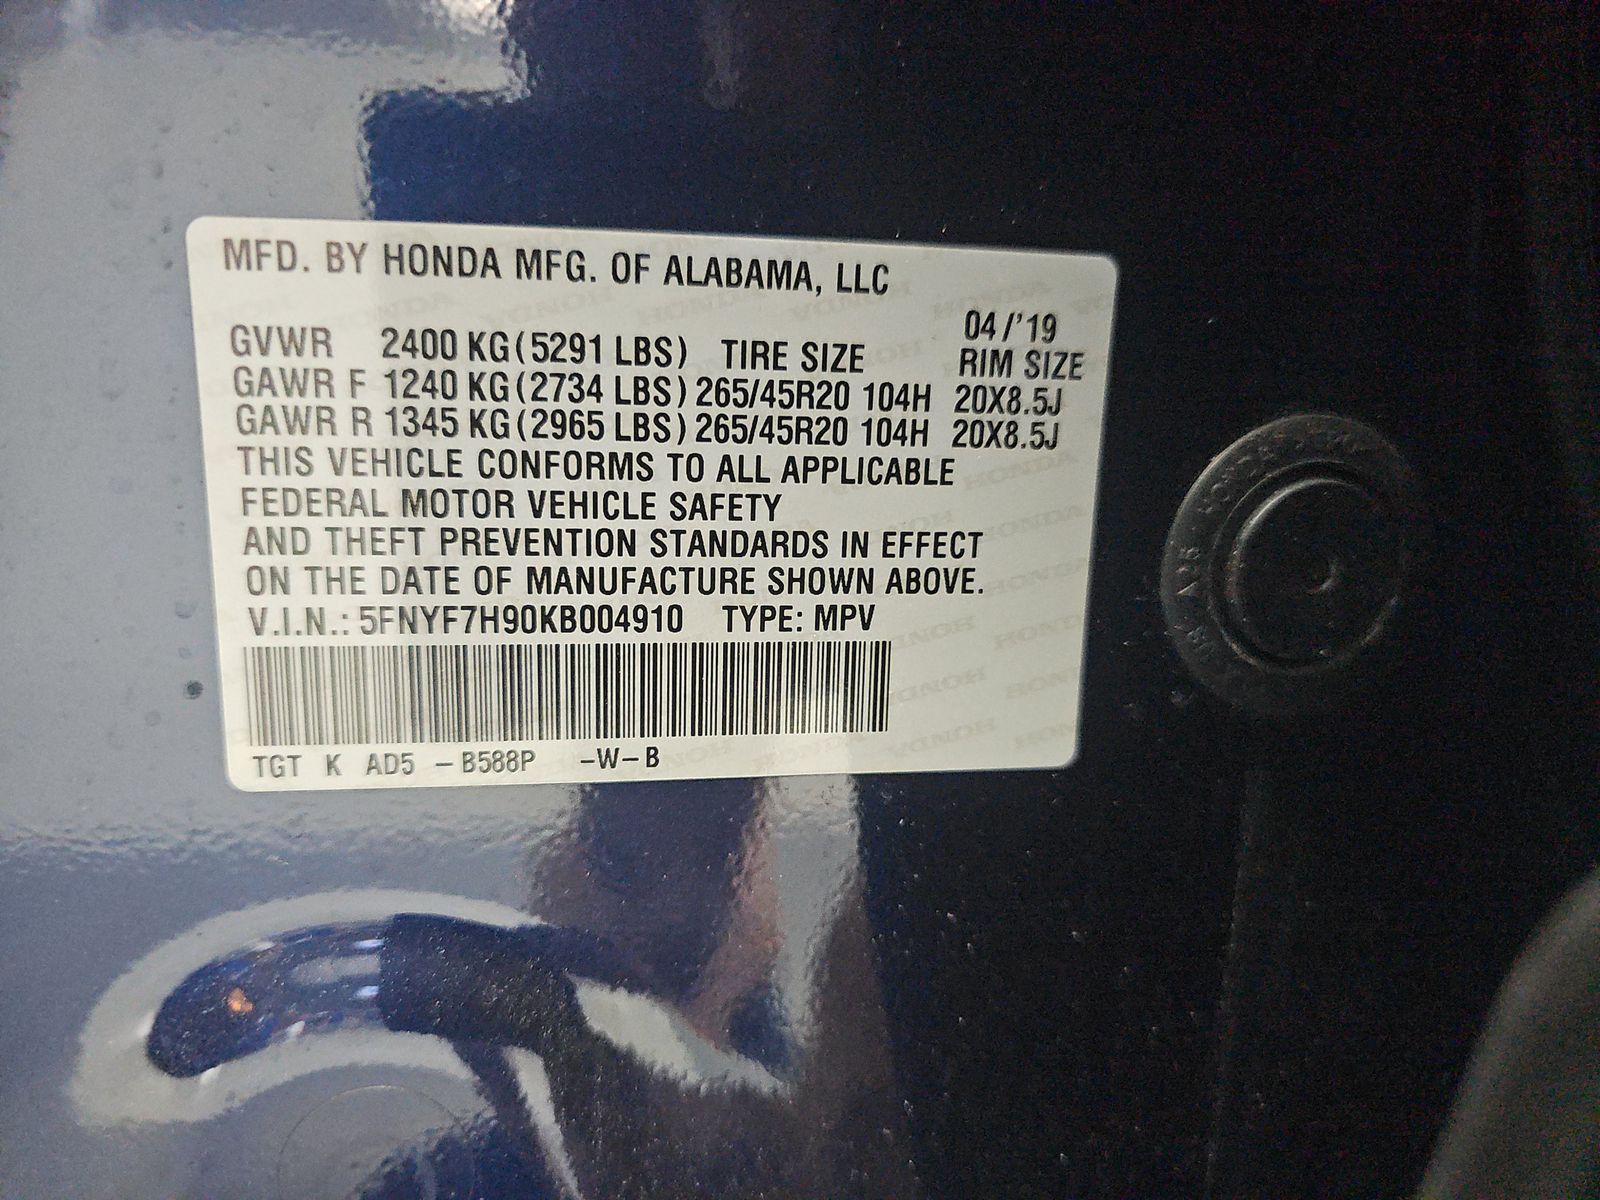 MFD. BY HONDA MFG. OF ALABAMA, LLC
04/'19
GVWR 2400 KG(5291 LBS) TIRE SIZE RIM SIZE
GAWR F 1240 KG(2734 LBS) 265/45R20 104H 20X8.5J
GAWR R 1345 KG(2965 LBS) 265/45R20 104H 20X8.5J
THIS VEHICLE CONFORMS TO ALL APPLICABLE
FEDERAL MOTOR VEHICLE SAFETY
AND THEFT PREVENTION STANDARDS IN EFFECT
ON THE DATE OF MANUFACTURE SHOWN ABOVE.
V.I.N.: 5FNYF7H90KB004910 TYPE: MPV
TGT K AD5 -B588P -W-B
HONDA
A25